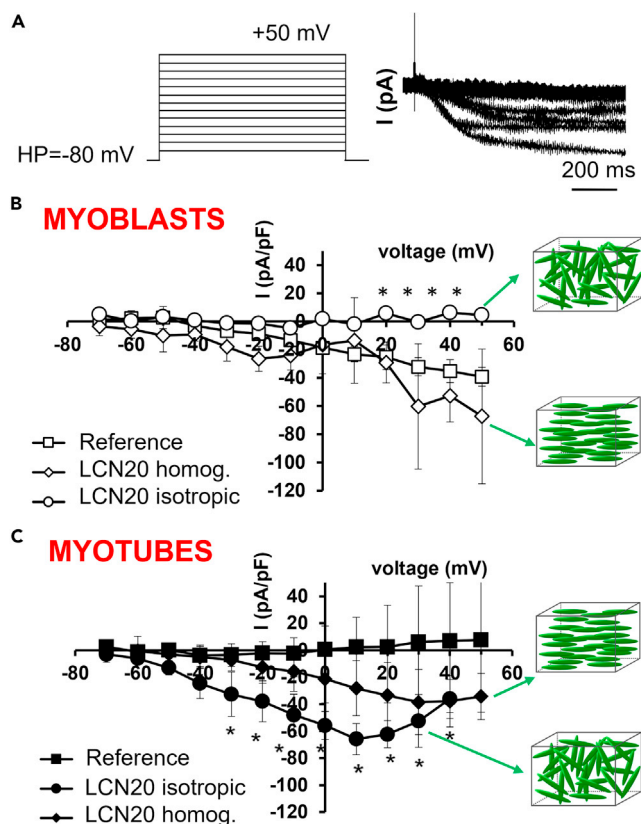 A
+50 mV
HP=-80 mV
I (pA)
200 ms
B
MYOBLASTS
I (pA/pF)
voltage (mV)
40
20
* * * *
0
-80 -60 -40 -20 0 20 40 60
-20
-40
-60
-80
-100
-120
Reference
LCN20 homog.
LCN20 isotropic
C
MYOTUBES
I (pA/pF)
voltage (mV)
40
20
0
-80 -60 -40 -20 0 20 40 60
-20
-40
* * * * * * * *
-60
-80
-100
-120
Reference
LCN20 isotropic
LCN20 homog.